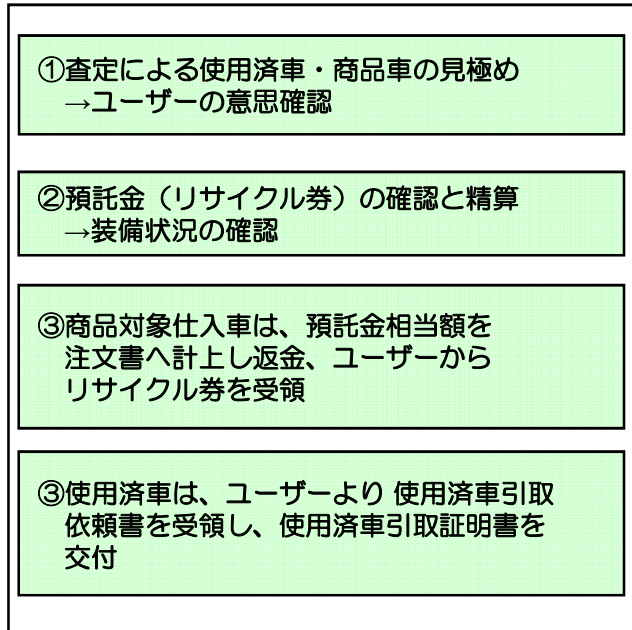 ①査定による使用済車・商品車の見極め
→ユーザーの意思確認
②預託金（リサイクル券）の確認と精算
→装備状況の確認
③商品対象仕入車は、預託金相当額を
注文書へ計上し返金、ユーザーから
リサイクル券を受領
③使用済車は、ユーザーより 使用済車引取
依頼書を受領し、使用済車引取証明書を
交付